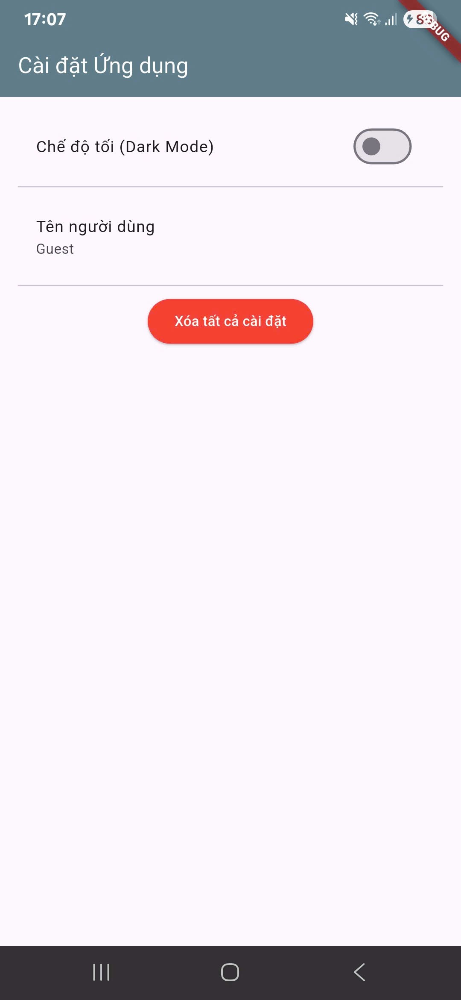 17:07
Cài đặt Ứng dụng
Chế độ tối (Dark Mode)
Tên người dùng
Guest
Xóa tất cả cài đặt